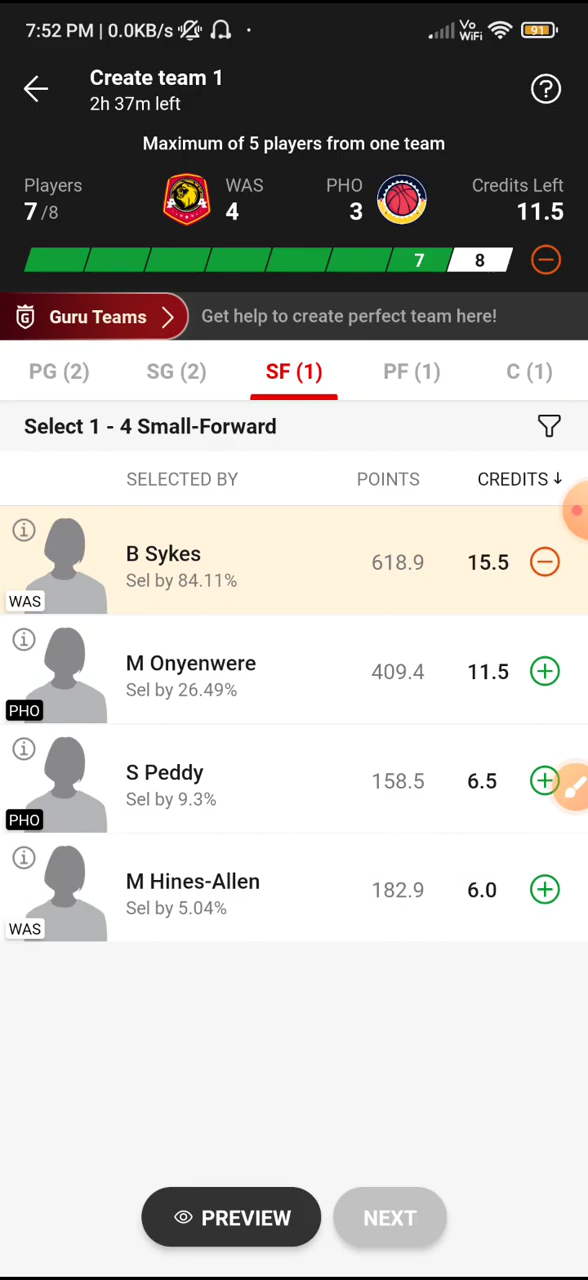 7:52 PM | 0.0KB/s
Vo
WiFi
91
Create team 1
2h 37m left
Maximum of 5 players from one team
Players
7/8
WAS
4
PHO
3
Credits Left
11.5
7 8
Guru Teams
Get help to create perfect team here!
PG (2) SG (2) SF (1) PF (1) C (1)
Select 1 - 4 Small-Forward
SELECTED BY POINTS CREDITS↓
B Sykes
Sel by 84.11%
618.9 15.5
WAS
M Onyenwere
Sel by 26.49%
409.4 11.5
PHO
S Peddy
Sel by 9.3%
158.5 6.5
PHO
M Hines-Allen
Sel by 5.04%
182.9 6.0
WAS
PREVIEW NEXT